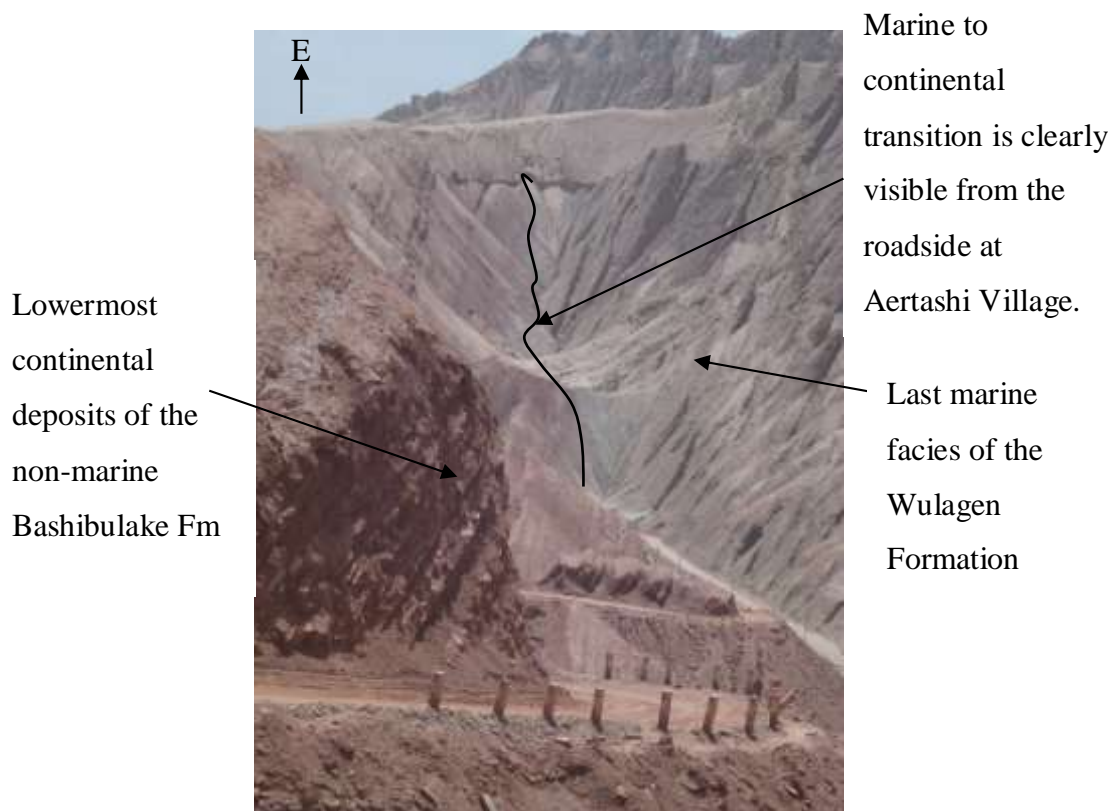 E
Marine to
continental
transition is clearly
visible from the
roadside at
Aertashi Village.
Lowermost
continental
deposits of the
non-marine
Bashibulake Fm
Last marine
facies of the
Wulagen
Formation